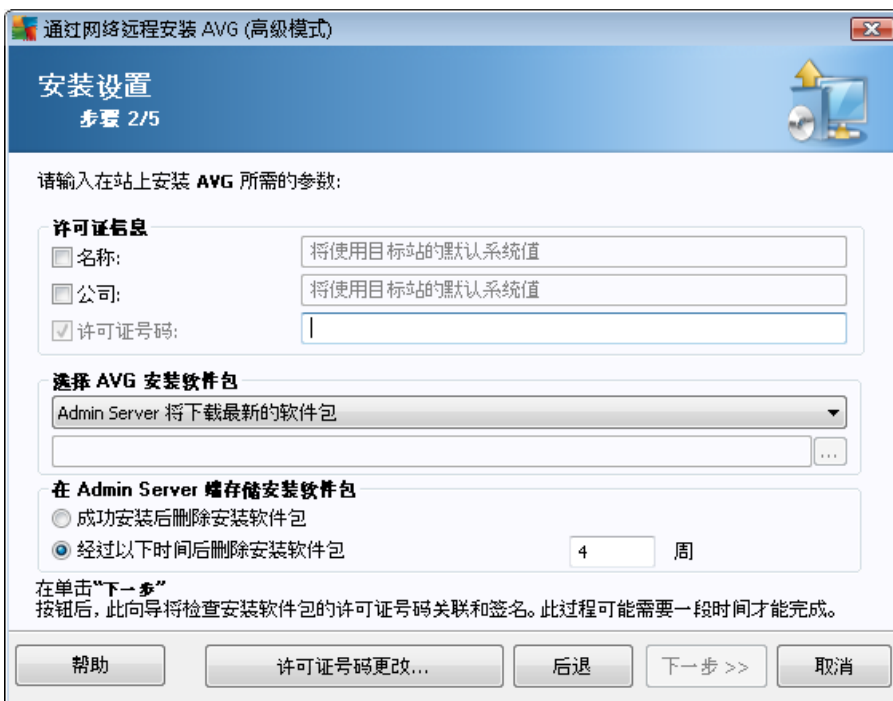 通过网络远程安装 AVG (高级模式)
安装设置
步骤 2/5
请输入在站上安装 AVG 所需的参数:
许可证信息
名称:
将使用目标站的默认系统值
公司:
将使用目标站的默认系统值
许可证号码:
选择 AVG 安装软件包
Admin Server 将下载最新的软件包
...
在 Admin Server 端存储安装软件包
成功安装后删除安装软件包
经过以下时间后删除安装软件包 4 周
在单击“下一步”
按钮后, 此向导将检查安装软件包的许可证号码关联和签名。此过程可能需要一段时间才能完成。
帮助 许可证号码更改... 后退 下一步 >> 取消